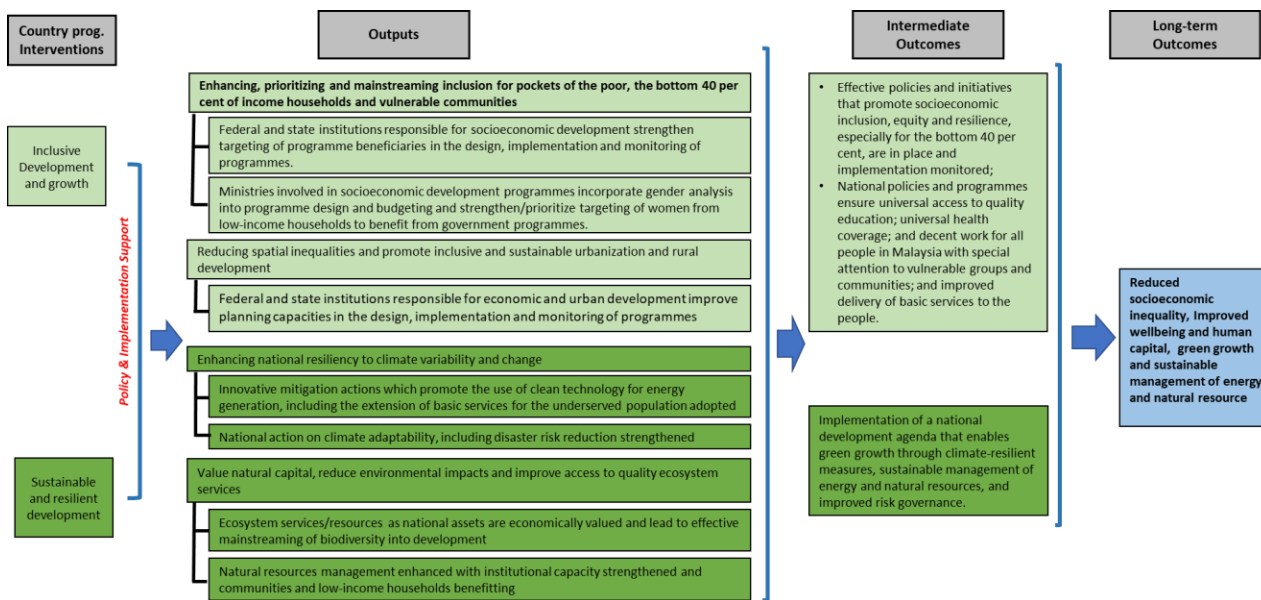 Country prog.
Interventions
Outputs
Intermediate
Outcomes
Long-term
Outcomes
Inclusive
Development
and growth
Policy & Implementation Support
Sustainable
and resilient
development
Enhancing, prioritizing and mainstreaming inclusion for pockets of the poor, the bottom 40 per
cent of income households and vulnerable communities
Federal and state institutions responsible for socioeconomic development strengthen
targeting of programme beneficiaries in the design, implementation and monitoring of
programmes.
Ministries involved in socioeconomic development programmes incorporate gender analysis
into programme design and budgeting and strengthen/prioritize targeting of women from
low-income households to benefit from government programmes.
Reducing spatial inequalities and promote inclusive and sustainable urbanization and rural
development
Federal and state institutions responsible for economic and urban development improve
planning capacities in the design, implementation and monitoring of programmes
Enhancing national resiliency to climate variability and change
Innovative mitigation actions which promote the use of clean technology for energy
generation, including the extension of basic services for the underserved population adopted
National action on climate adaptability, including disaster risk reduction strengthened
Value natural capital, reduce environmental impacts and improve access to quality ecosystem
services
Ecosystem services/resources as national assets are economically valued and lead to effective
mainstreaming of biodiversity into development
Natural resources management enhanced with institutional capacity strengthened and
communities and low-income households benefitting
• Effective policies and initiatives
that promote socioeconomic
inclusion, equity and resilience,
especially for the bottom 40 per
cent, are in place and
implementation monitored;
• National policies and programmes
ensure universal access to quality
education; universal health
coverage; and decent work for all
people in Malaysia with special
attention to vulnerable groups and
communities; and improved
delivery of basic services to the
people.
Implementation of a national
development agenda that enables
green growth through climate-resilient
measures, sustainable management of
energy and natural resources, and
improved risk governance.
Reduced
socioeconomic
inequality, Improved
wellbeing and human
capital, green growth
and sustainable
management of energy
and natural resource